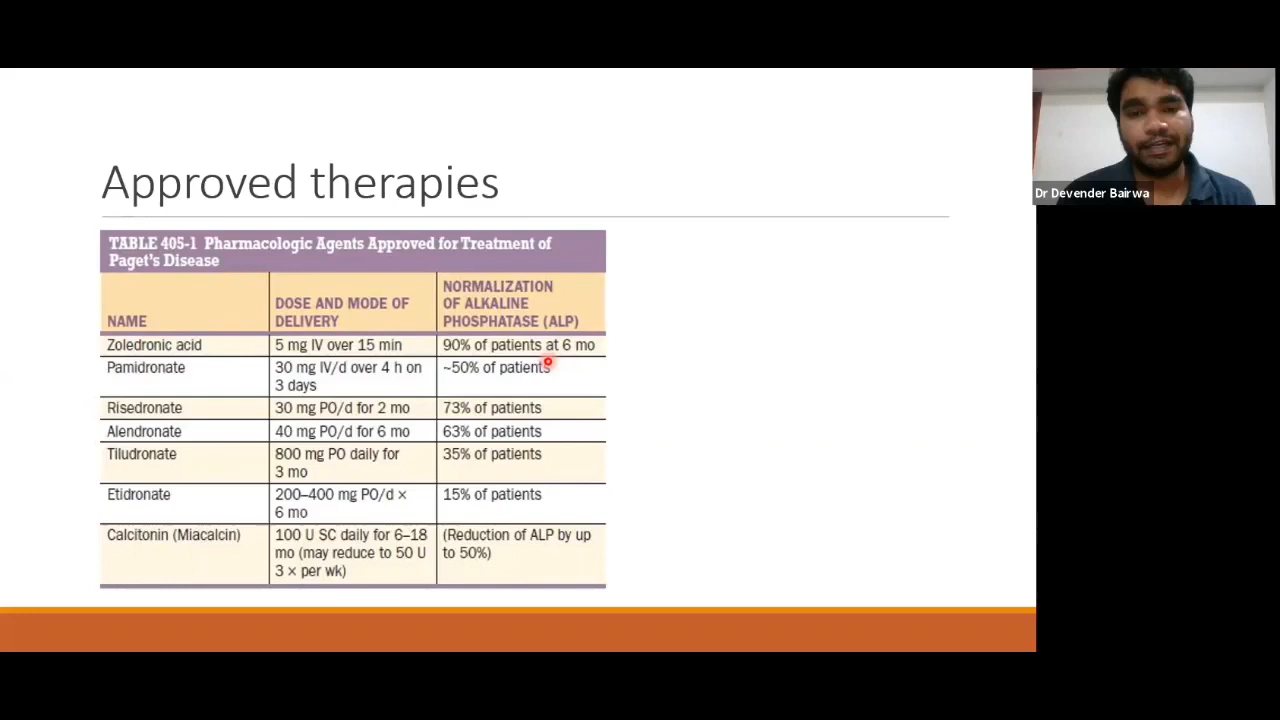 Approved therapies
TABLE 405-1 Pharmacologic Agents Approved for Treatment of
Paget's Disease
NAME
DOSE AND MODE OF
DELIVERY
NORMALIZATION
OF ALKALINE
PHOSPHATASE (ALP)
Zoledronic acid
5 mg IV over 15 min
90% of patients at 6 mo
Pamidronate
30 mg IV/d over 4 h on
3 days
~50% of patients
Risedronate
30 mg PO/d for 2 mo
73% of patients
Alendronate
40 mg PO/d for 6 mo
63% of patients
Tiludronate
800 mg PO daily for
3 mo
35% of patients
Etidronate
200–400 mg PO/d ×
6 mo
15% of patients
Calcitonin (Miacalcin)
100 U SC daily for 6–18
mo (may reduce to 50 U
3 × per wk)
(Reduction of ALP by up
to 50%)
Dr Devender Bairwa